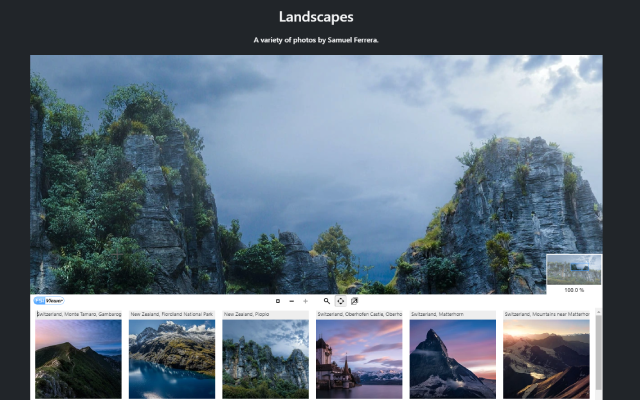 Landscapes
A variety of photos by Samuel Ferrera.
100.0 %
Viewer
Switzerland, Monte Tamaro, Gambarog
New Zealand, Fiordland National Park
New Zealand, Piopio
Switzerland, Oberhofen Castle, Oberho
Switzerland, Matterhorn
Switzerland, Mountains near Matterhor